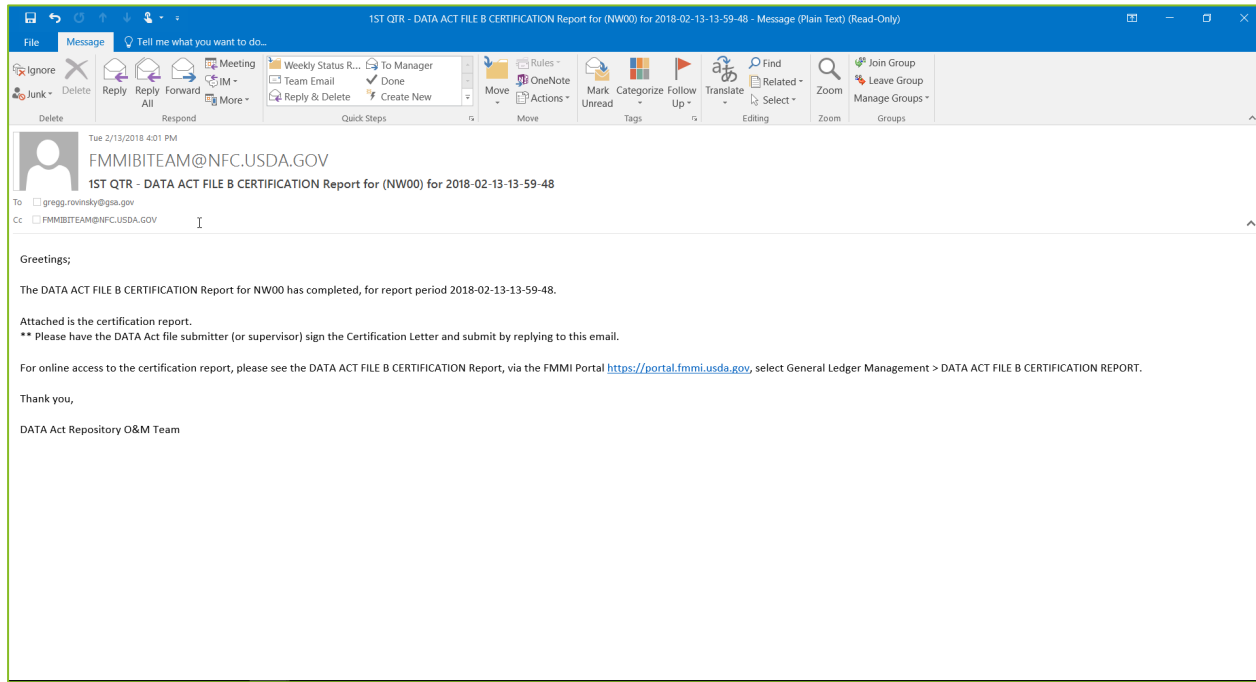 1ST QTR - DATA ACT FILE B CERTIFICATION Report for (NW00) for 2018-02-13-13-59-48 - Message (Plain Text) (Read-Only)
File Message Tell me what you want to do...
Ignore Delete Reply Reply All Forward Meeting Weekly Status R... To Manager Move Rules OneNote Mark Unread Categorize Follow Up Translate Find Zoom Join Group
Junk IM Team Email Done Related Leave Group
More Reply & Delete Create New Actions Select Manage Groups
Delete Respond Quick Steps Move Tags Editing Zoom Groups
Tue 2/13/2018 4:01 PM
FMMIBITEAM@NFC.USDA.GOV
1ST QTR - DATA ACT FILE B CERTIFICATION Report for (NW00) for 2018-02-13-13-59-48
To gregg.rovinsky@gsa.gov
Cc FMMIBITEAM@NFC.USDA.GOV
Greetings;
The DATA ACT FILE B CERTIFICATION Report for NW00 has completed, for report period 2018-02-13-13-59-48.
Attached is the certification report.
** Please have the DATA Act file submitter (or supervisor) sign the Certification Letter and submit by replying to this email.
For online access to the certification report, please see the DATA ACT FILE B CERTIFICATION Report, via the FMMI Portal https://portal.fmmi.usda.gov, select General Ledger Management > DATA ACT FILE B CERTIFICATION REPORT.
Thank you,
DATA Act Repository O&M Team